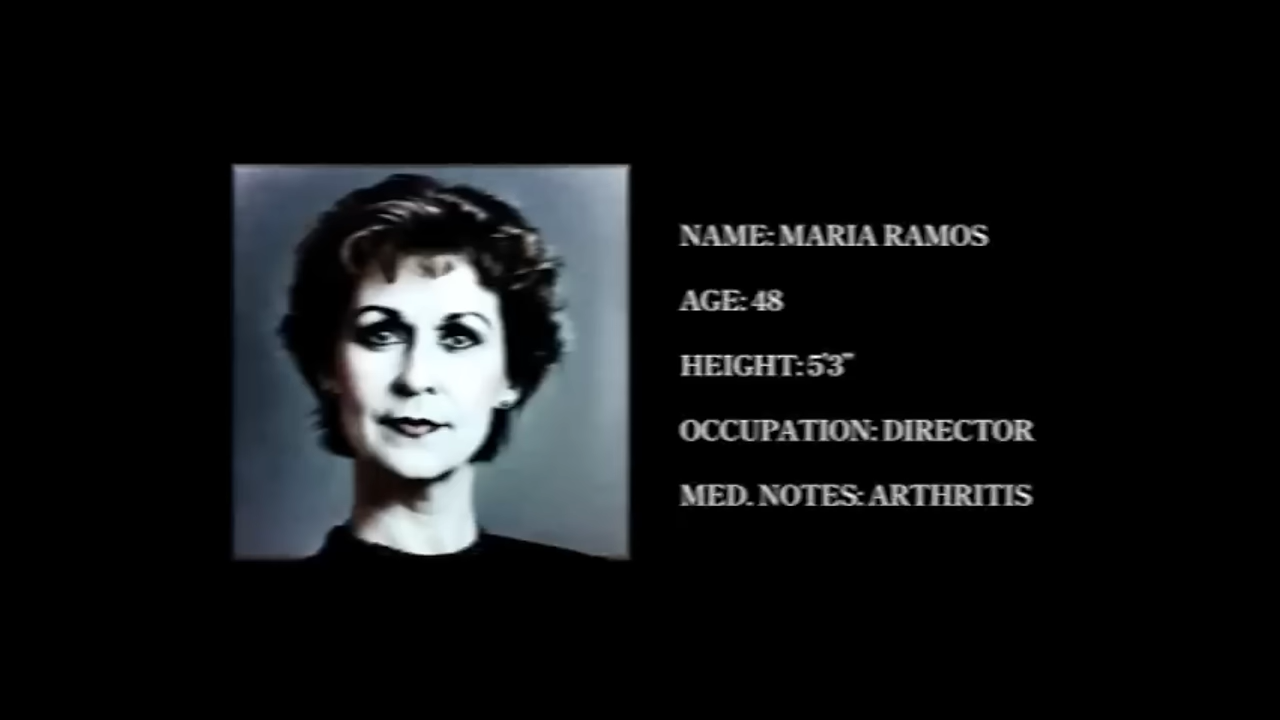 NAME: MARIA RAMOS
AGE: 48
HEIGHT: 5'3"
OCCUPATION: DIRECTOR
MED. NOTES: ARTHRITIS